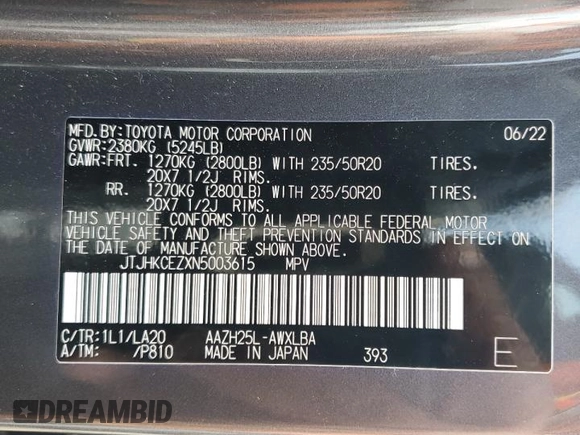 MFD.BY:TOYOTA MOTOR CORPORATION 06/22
GVWR:2380KG (5245LB)
GAWR:FRT. 1270KG (2800LB) WITH 235/50R20 TIRES.
20X7 1/2J RIMS.
RR. 1270KG (2800LB) WITH 235/50R20 TIRES.
20X7 1/2J RIMS.
THIS VEHICLE CONFORMS TO ALL APPLICABLE FEDERAL MOTOR
VEHICLE SAFETY AND THEFT PREVENTION STANDARDS IN EFFECT ON
THE DATE OF MANUFACTURE SHOWN ABOVE.
JTJHKCEZXN5003615 MPV
C/TR:1L1/LA20 AAZH25L-AWXLBA
A/TM: /P810 MADE IN JAPAN 393 E
DREAMBID